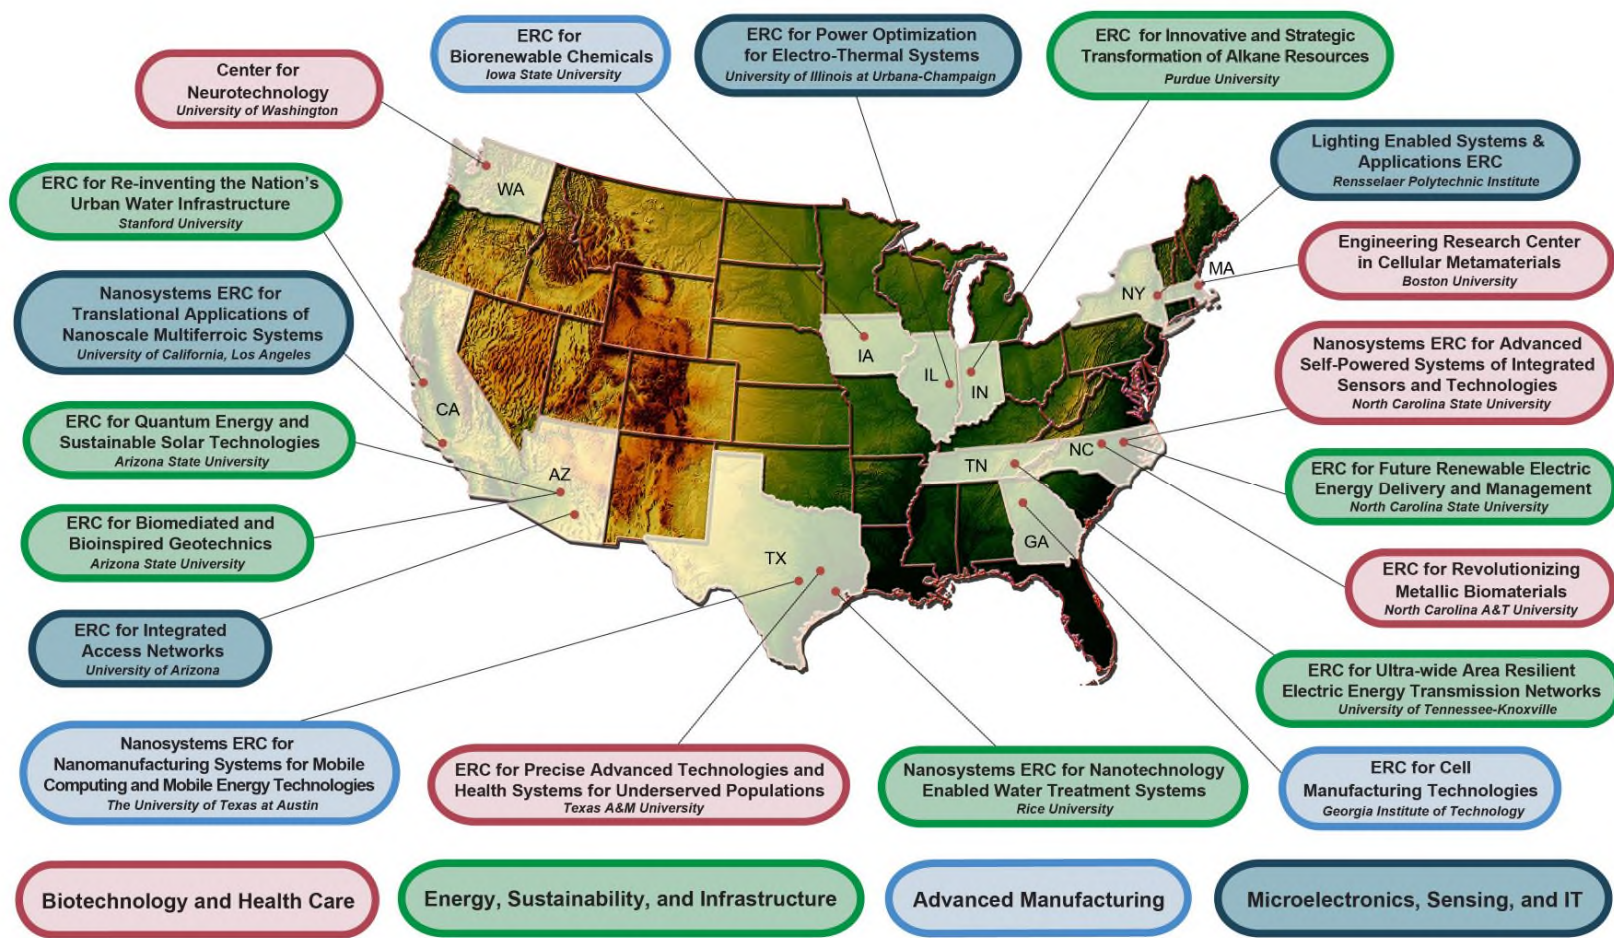 ERC for
Biorenewable Chemicals
Iowa State University
ERC for Power Optimization
for Electro-Thermal Systems
University of Illinois at Urbana-Champaign
ERC for Innovative and Strategic
Transformation of Alkane Resources
Purdue University
Center for
Neurotechnology
University of Washington
Lighting Enabled Systems &
Applications ERC
Rensselaer Polytechnic Institute
ERC for Re-inventing the Nation's
Urban Water Infrastructure
Stanford University
Engineering Research Center
in Cellular Metamaterials
Boston University
Nanosystems ERC for
Translational Applications of
Nanoscale Multiferroic Systems
University of California, Los Angeles
Nanosystems ERC for Advanced
Self-Powered Systems of Integrated
Sensors and Technologies
North Carolina State University
ERC for Quantum Energy and
Sustainable Solar Technologies
Arizona State University
ERC for Future Renewable Electric
Energy Delivery and Management
North Carolina State University
ERC for Biomediated and
Bioinspired Geotechnics
Arizona State University
ERC for Revolutionizing
Metallic Biomaterials
North Carolina A&T University
ERC for Integrated
Access Networks
University of Arizona
ERC for Ultra-wide Area Resilient
Electric Energy Transmission Networks
University of Tennessee-Knoxville
Nanosystems ERC for
Nanomanufacturing Systems for Mobile
Computing and Mobile Energy Technologies
The University of Texas at Austin
ERC for Precise Advanced Technologies and
Health Systems for Underserved Populations
Texas A&M University
Nanosystems ERC for Nanotechnology
Enabled Water Treatment Systems
Rice University
ERC for Cell
Manufacturing Technologies
Georgia Institute of Technology
WA
MA
NY
IA
IL
IN
CA
NC
TN
AZ
GA
TX
Biotechnology and Health Care
Energy, Sustainability, and Infrastructure
Advanced Manufacturing
Microelectronics, Sensing, and IT